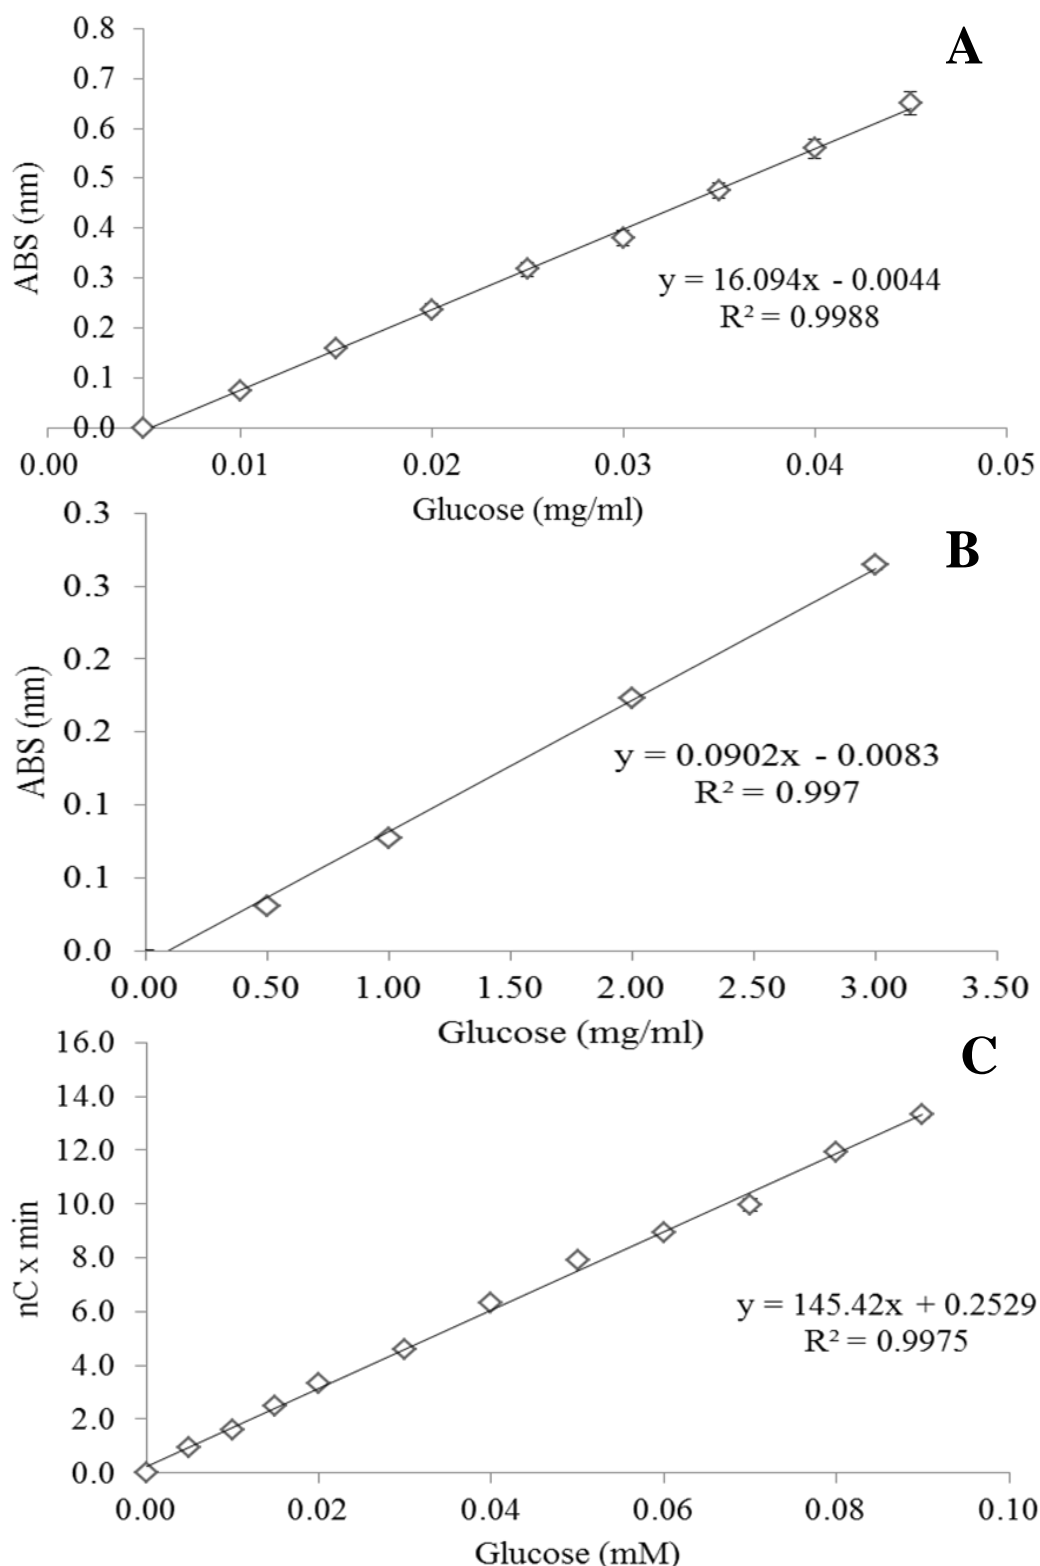 A
0.8
0.7
0.6
0.5
0.4
0.3
0.2
0.1
0.0
ABS (nm)
y = 16.094x - 0.0044
R² = 0.9988
0.00 0.01 0.02 0.03 0.04 0.05
Glucose (mg/ml)
B
0.3
0.3
0.2
0.2
0.1
0.1
0.0
ABS (nm)
y = 0.0902x - 0.0083
R² = 0.997
0.00 0.50 1.00 1.50 2.00 2.50 3.00 3.50
Glucose (mg/ml)
C
16.0
14.0
12.0
10.0
8.0
6.0
4.0
2.0
0.0
nC x min
y = 145.42x + 0.2529
R² = 0.9975
0.00 0.02 0.04 0.06 0.08 0.10
Glucose (mM)